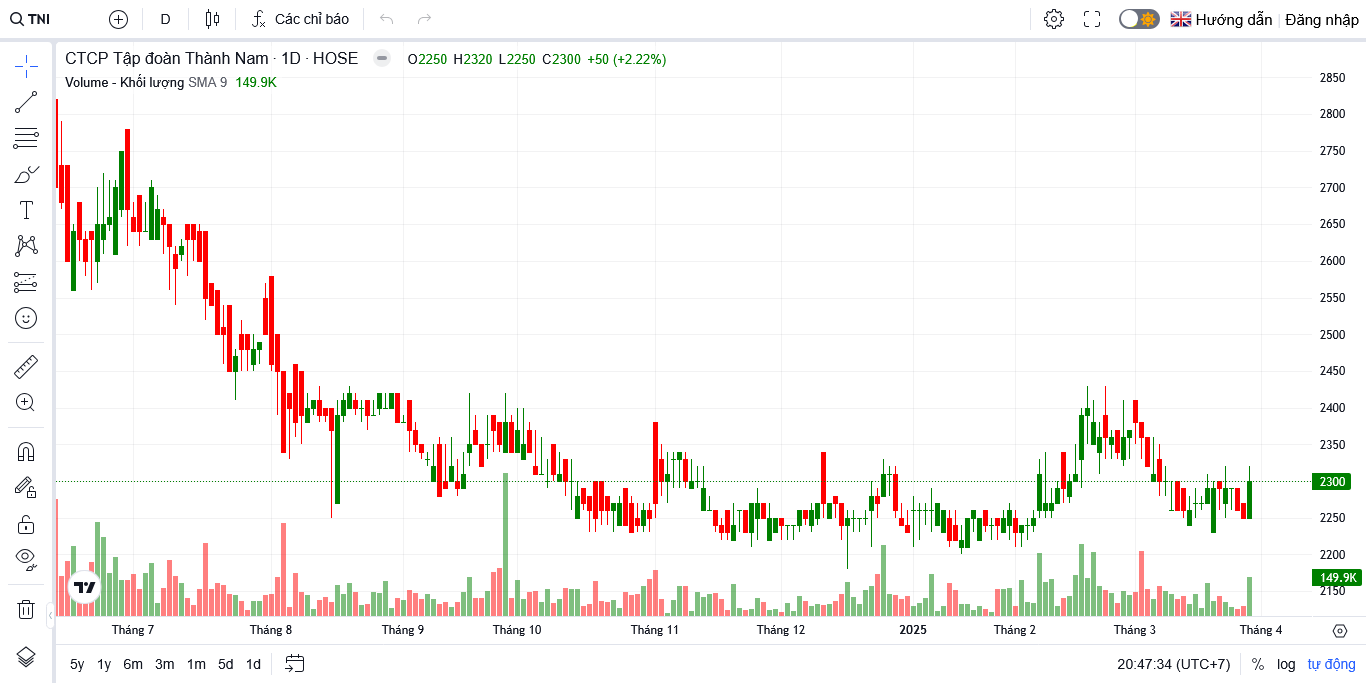 TNI D Các chỉ báo Hướng dẫn Đăng nhập
CTCP Tập đoàn Thành Nam · 1D · HOSE O2250 H2320 L2250 C2300 +50 (+2.22%)
Volume - Khối lượng SMA 9 149.9K
2850
2800
2750
2700
2650
2600
2550
2500
2450
2400
2350
2300
2250
2200
149.9K
2150
Tháng 7 Tháng 8 Tháng 9 Tháng 10 Tháng 11 Tháng 12 2025 Tháng 2 Tháng 3 Tháng 4
5y 1y 6m 3m 1m 5d 1d 20:47:34 (UTC+7) % log tự động